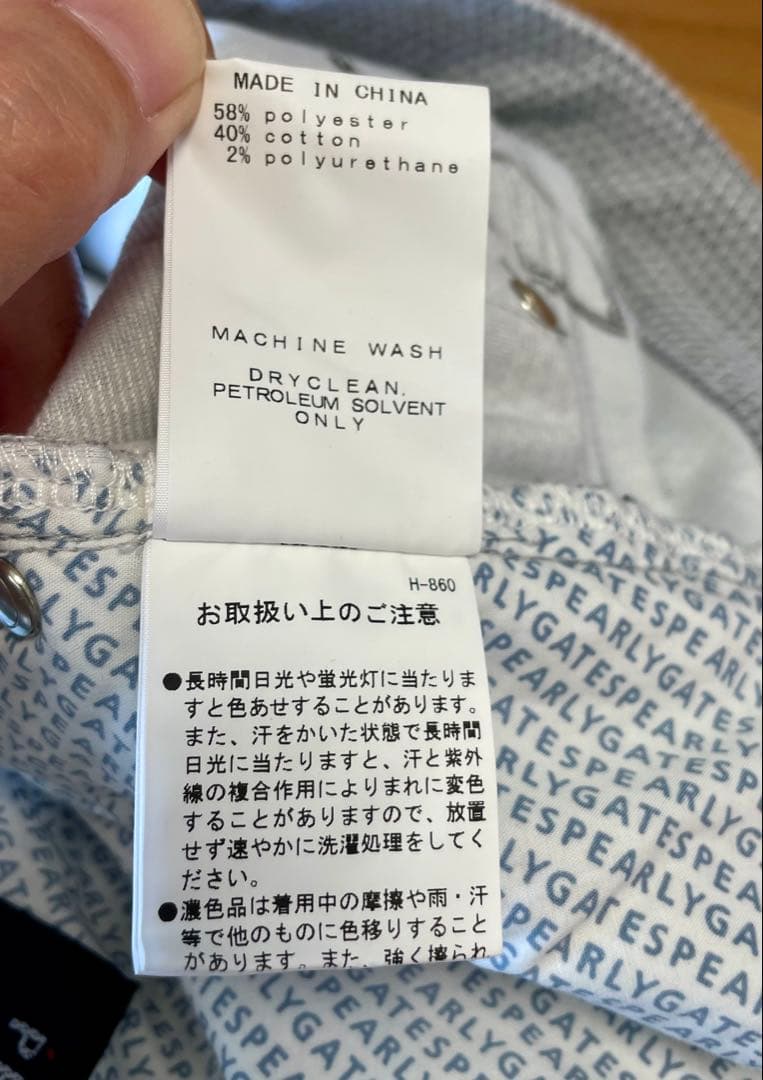 MADE IN CHINA
58% polyester
40% cotton
2% polyurethane
MACHINE WASH
DRYCLEAN.
PETROLEUM SOLVENT
ONLY
H-860
お取扱い上のご注意
●長時間日光や蛍光灯に当たりま
すと色あせすることがあります。
また、汗をかいた状態で長時間
日光に当たりますと、汗と紫外
線の複合作用によりまれに変色
することがありますので、放置
せず速やかに洗濯処理をしてく
ださい。
●濃色品は着用中の摩擦や雨・汗
等で他のものに色移りすること
があります。また、強く擦られ
PEARLYGATES
PEARLYGATES
PEARLYGATES